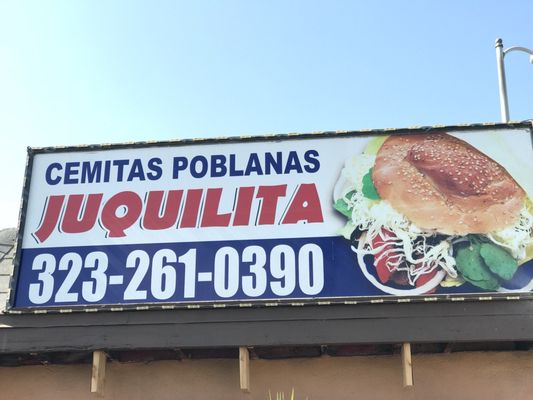 CEMITAS POBLANAS
JUQUILITA
323-261-0390